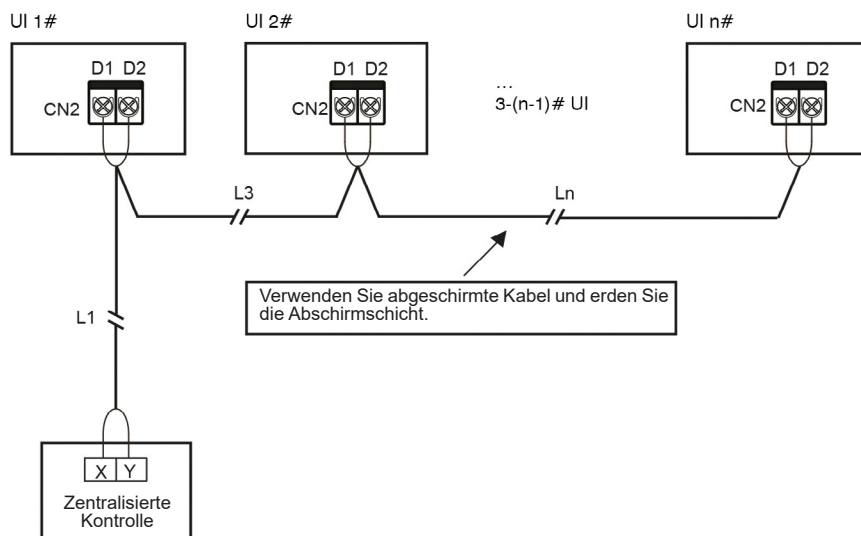 UI 1#
UI 2#
UI n#
D1 D2
D1 D2
D1 D2
CN2
CN2
CN2
...
3-(n-1)# UI
L3
Ln
Verwenden Sie abgeschirmte Kabel und erden Sie
die Abschirmschicht.
L1
X Y
Zentralisierte
Kontrolle